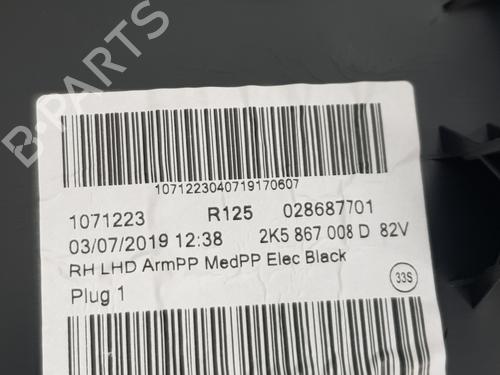 1071223040719170607
1071223 R125 028687701
03/07/2019 12:38 2K5 867 008 D 82V
RH LHD ArmPP MedPP Elec Black
Plug 1
33S
B-PARTS